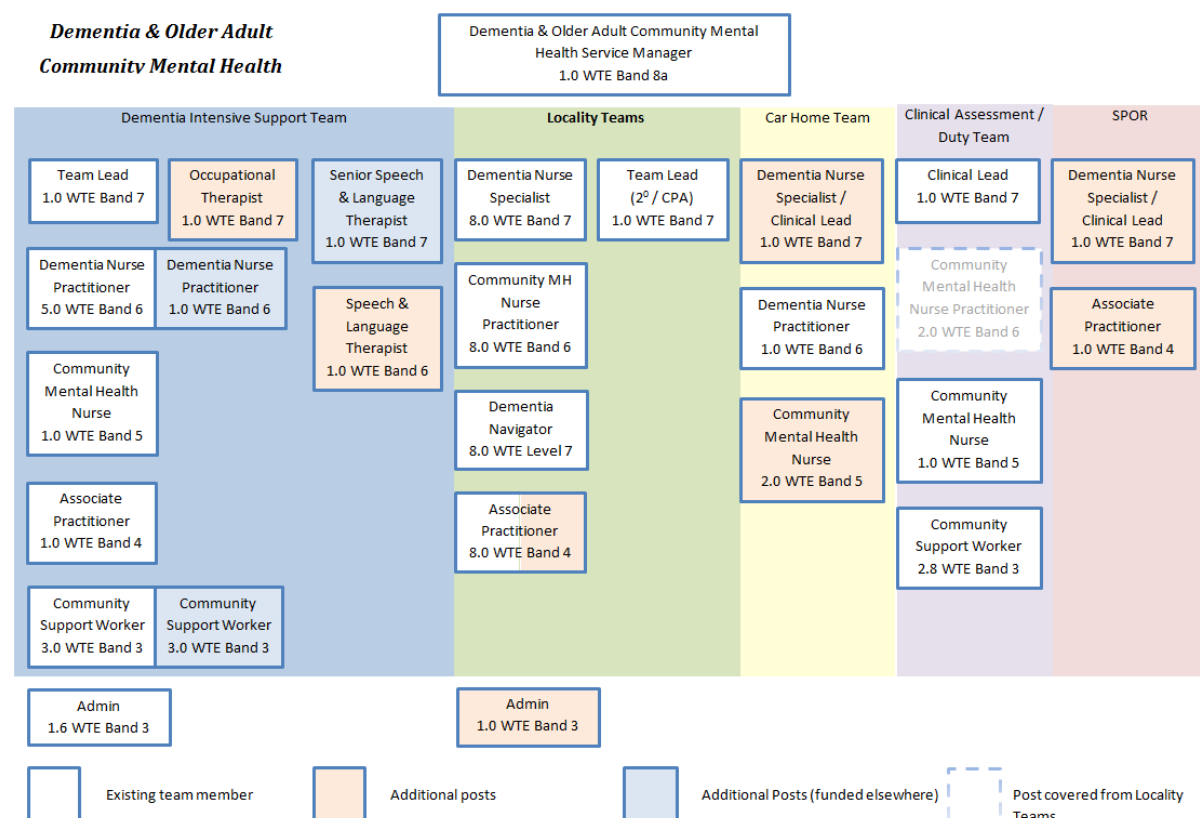 Dementia & Older Adult
Community Mental Health
Dementia & Older Adult Community Mental
Health Service Manager
1.0 WTE Band 8a
Dementia Intensive Support Team
Team Lead
1.0 WTE Band 7
Occupational
Therapist
1.0 WTE Band 7
Senior Speech
& Language
Therapist
1.0 WTE Band 7
Dementia Nurse
Practitioner
5.0 WTE Band 6
Dementia Nurse
Practitioner
1.0 WTE Band 6
Speech &
Language
Therapist
1.0 WTE Band 6
Community
Mental Health
Nurse
1.0 WTE Band 5
Associate
Practitioner
1.0 WTE Band 4
Community
Support Worker
3.0 WTE Band 3
Community
Support Worker
3.0 WTE Band 3
Locality Teams
Dementia Nurse
Specialist
8.0 WTE Band 7
Team Lead
(2⁰ / CPA)
1.0 WTE Band 7
Community MH
Nurse
Practitioner
8.0 WTE Band 6
Dementia
Navigator
8.0 WTE Level 7
Associate
Practitioner
8.0 WTE Band 4
Car Home Team
Dementia Nurse
Specialist /
Clinical Lead
1.0 WTE Band 7
Dementia Nurse
Practitioner
1.0 WTE Band 6
Community
Mental Health
Nurse
2.0 WTE Band 5
Clinical Assessment /
Duty Team
Clinical Lead
1.0 WTE Band 7
Community
Mental Health
Nurse Practitioner
2.0 WTE Band 6
Community
Mental Health
Nurse
1.0 WTE Band 5
Community
Support Worker
2.8 WTE Band 3
SPOR
Dementia Nurse
Specialist /
Clinical Lead
1.0 WTE Band 7
Associate
Practitioner
1.0 WTE Band 4
Admin
1.6 WTE Band 3
Admin
1.0 WTE Band 3
Existing team member
Additional posts
Additional Posts (funded elsewhere)
Post covered from Locality
Teams